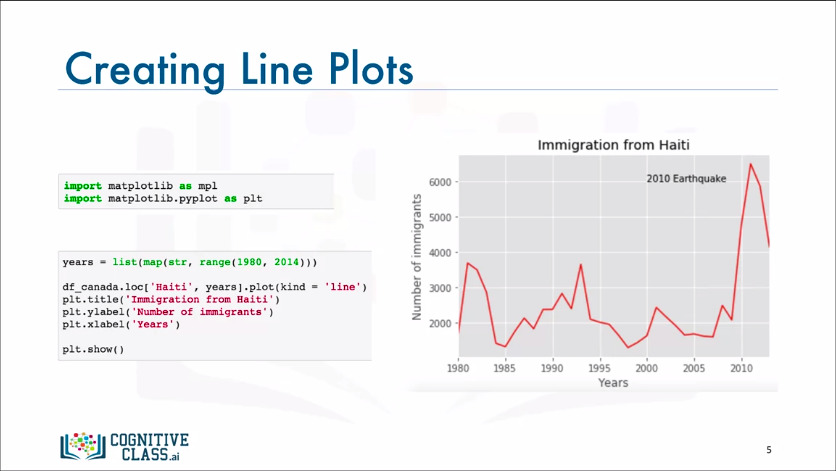 Creating Line Plots
import matplotlib as mpl
import matplotlib.pyplot as plt
years = list(map(str, range(1980, 2014)))
df_canada.loc['Haiti', years].plot(kind = 'line')
plt.title('Immigration from Haiti')
plt.ylabel('Number of immigrants')
plt.xlabel('Years')
plt.show()
Immigration from Haiti
2010 Earthquake
Number of immigrants
6000
5000
4000
3000
2000
1980 1985 1990 1995 2000 2005 2010
Years
COGNITIVE
CLASS.ai
5